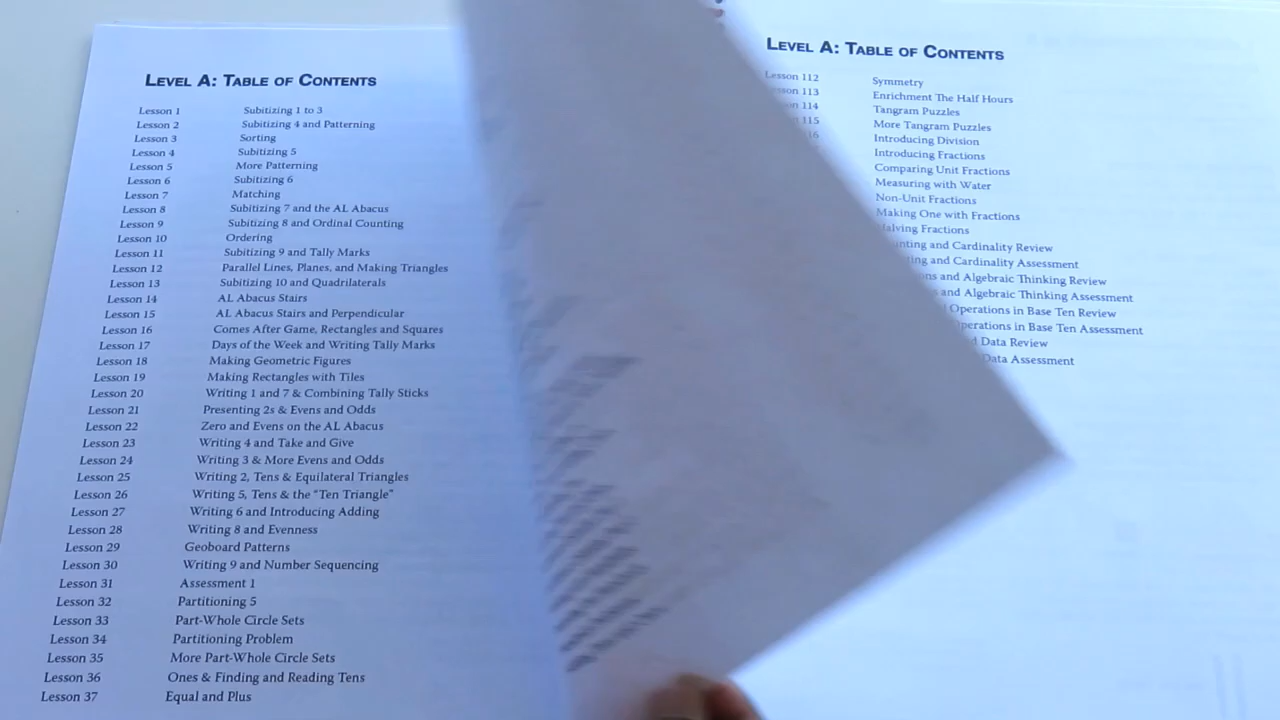 LEVEL A: TABLE OF CONTENTS
Lesson 1 Subitizing 1 to 3
Lesson 2 Subitizing 4 and Patterning
Lesson 3 Sorting
Lesson 4 Subitizing 5
Lesson 5 More Patterning
Lesson 6 Subitizing 6
Lesson 7 Matching
Lesson 8 Subitizing 7 and the AL Abacus
Lesson 9 Subitizing 8 and Ordinal Counting
Lesson 10 Ordering
Lesson 11 Subitizing 9 and Tally Marks
Lesson 12 Parallel Lines, Planes, and Making Triangles
Lesson 13 Subitizing 10 and Quadrilaterals
Lesson 14 AL Abacus Stairs
Lesson 15 AL Abacus Stairs and Perpendicular
Lesson 16 Comes After Game, Rectangles and Squares
Lesson 17 Days of the Week and Writing Tally Marks
Lesson 18 Making Geometric Figures
Lesson 19 Making Rectangles with Tiles
Lesson 20 Writing 1 and 7 & Combining Tally Sticks
Lesson 21 Presenting 2s & Evens and Odds
Lesson 22 Zero and Evens on the AL Abacus
Lesson 23 Writing 4 and Take and Give
Lesson 24 Writing 3 & More Evens and Odds
Lesson 25 Writing 2, Tens & Equilateral Triangles
Lesson 26 Writing 5, Tens & the "Ten Triangle"
Lesson 27 Writing 6 and Introducing Adding
Lesson 28 Writing 8 and Evenness
Lesson 29 Geoboard Patterns
Lesson 30 Writing 9 and Number Sequencing
Lesson 31 Assessment 1
Lesson 32 Partitioning 5
Lesson 33 Part-Whole Circle Sets
Lesson 34 Partitioning Problem
Lesson 35 More Part-Whole Circle Sets
Lesson 36 Ones & Finding and Reading Tens
Lesson 37 Equal and Plus
LEVEL A: TABLE OF CONTENTS
Lesson 112 Symmetry
113 Enrichment The Half Hours
114 Tangram Puzzles
115 More Tangram Puzzles
Introducing Division
Introducing Fractions
Comparing Unit Fractions
Measuring with Water
Non-Unit Fractions
Making One with Fractions
Fractions
and Cardinality Review
and Cardinality Assessment
and Algebraic Thinking Review
and Algebraic Thinking Assessment
Operations in Base Ten Review
in Base Ten Assessment
Data Review
Data Assessment